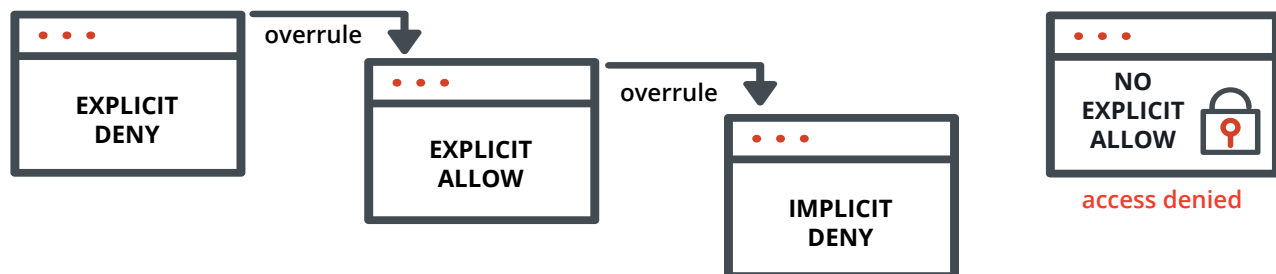 EXPLICIT
DENY
overrule
EXPLICIT
ALLOW
overrule
IMPLICIT
DENY
NO
EXPLICIT
ALLOW
access denied